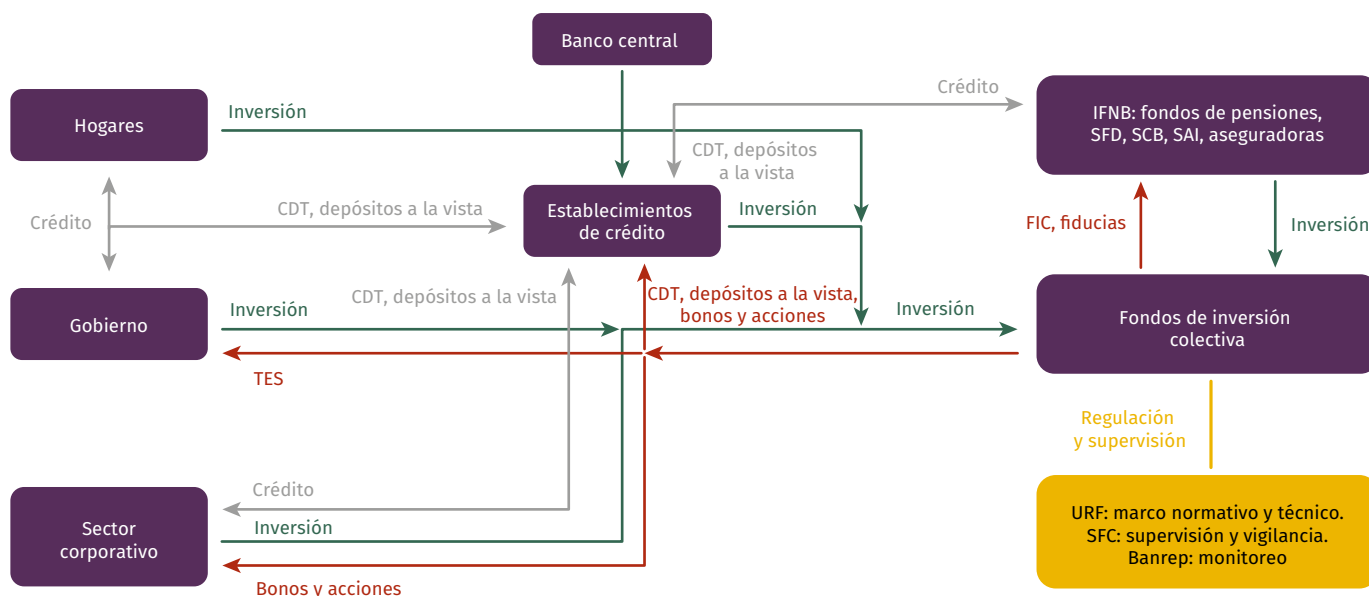 Banco central
Hogares
Inversión
Crédito
IFNB: fondos de pensiones,
SFD, SCB, SAI, aseguradoras
CDT, depósitos
a la vista
Crédito
CDT, depósitos a la vista
Establecimientos
de crédito
Inversión
FIC, fiducias
Inversión
Gobierno
Inversión
CDT, depósitos a la vista
CDT, depósitos a la vista,
bonos y acciones
Inversión
Fondos de inversión
colectiva
TES
Regulación
y supervisión
Sector
corporativo
Crédito
Inversión
Bonos y acciones
URF: marco normativo y técnico.
SFC: supervisión y vigilancia.
Banrep: monitoreo